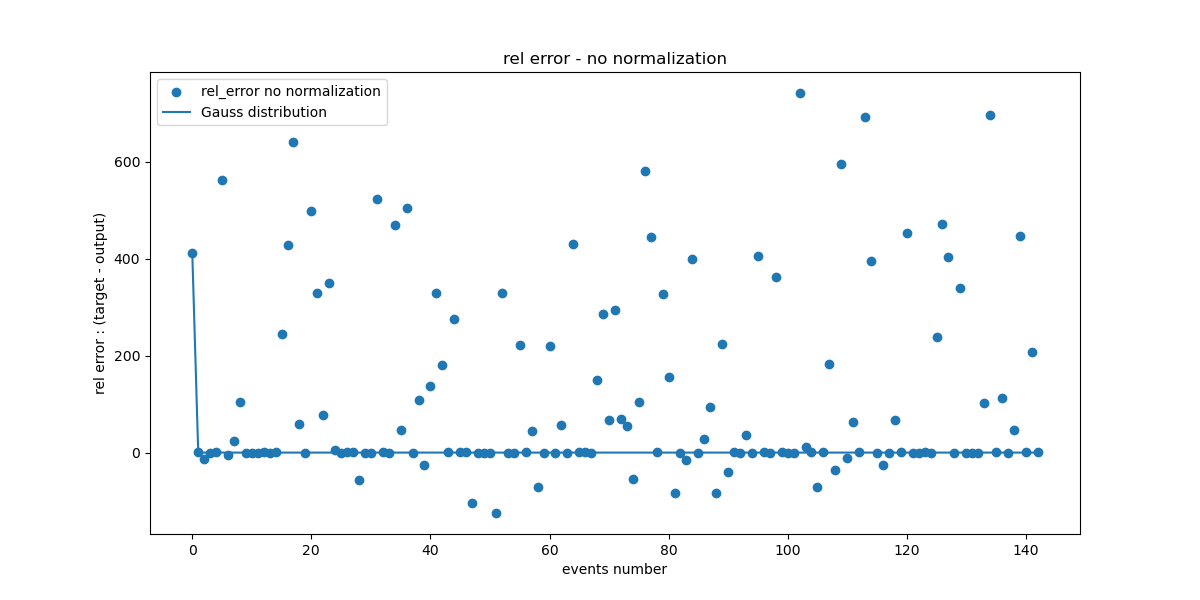 rel error - no normalization
rel_error no normalization
Gauss distribution
rel error : (target - output)
600
400
200
0
0 20 40 60 80 100 120 140
events number